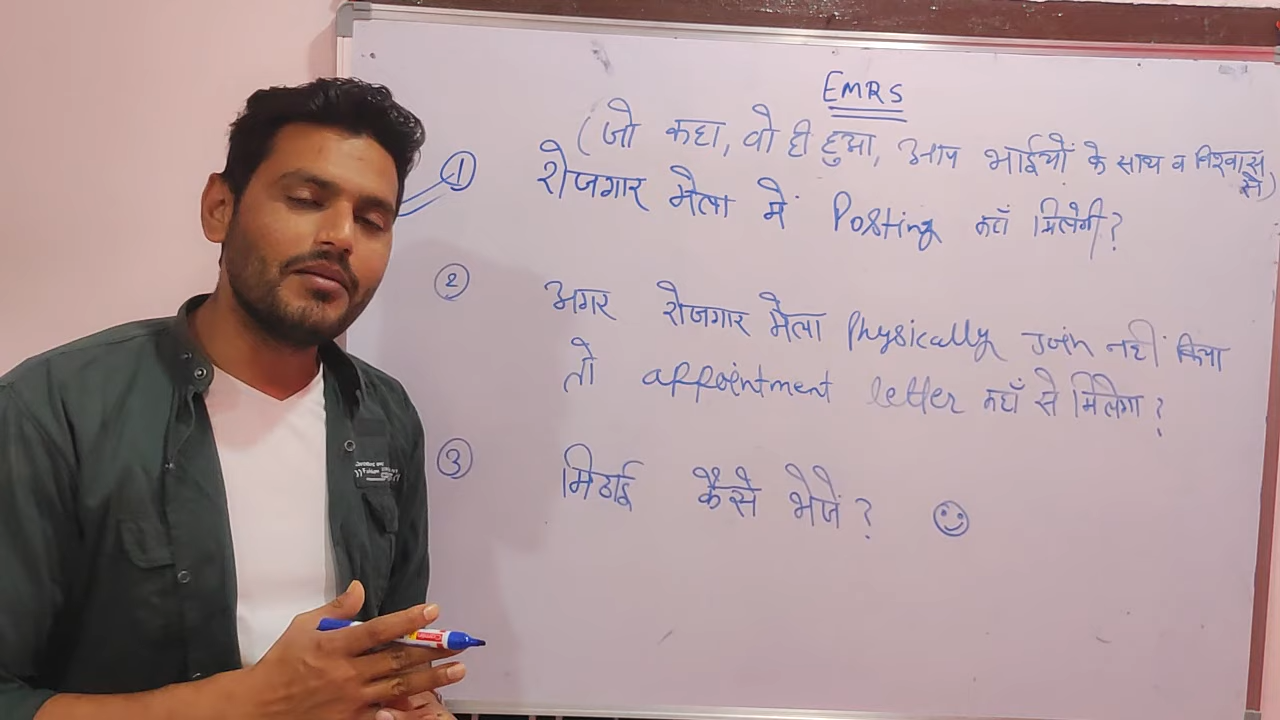 EMRS
(जो कहा, वो ही हुआ, आप भाईयों के साथ व विश्वास से)
① रोजगार मेला में Posting कहाँ मिलेगी?
② अगर रोजगार मेला Physically Join नहीं किया
तो appointment letter कहाँ से मिलेगा?
③ मिठाई कैसे भेजें? ☺